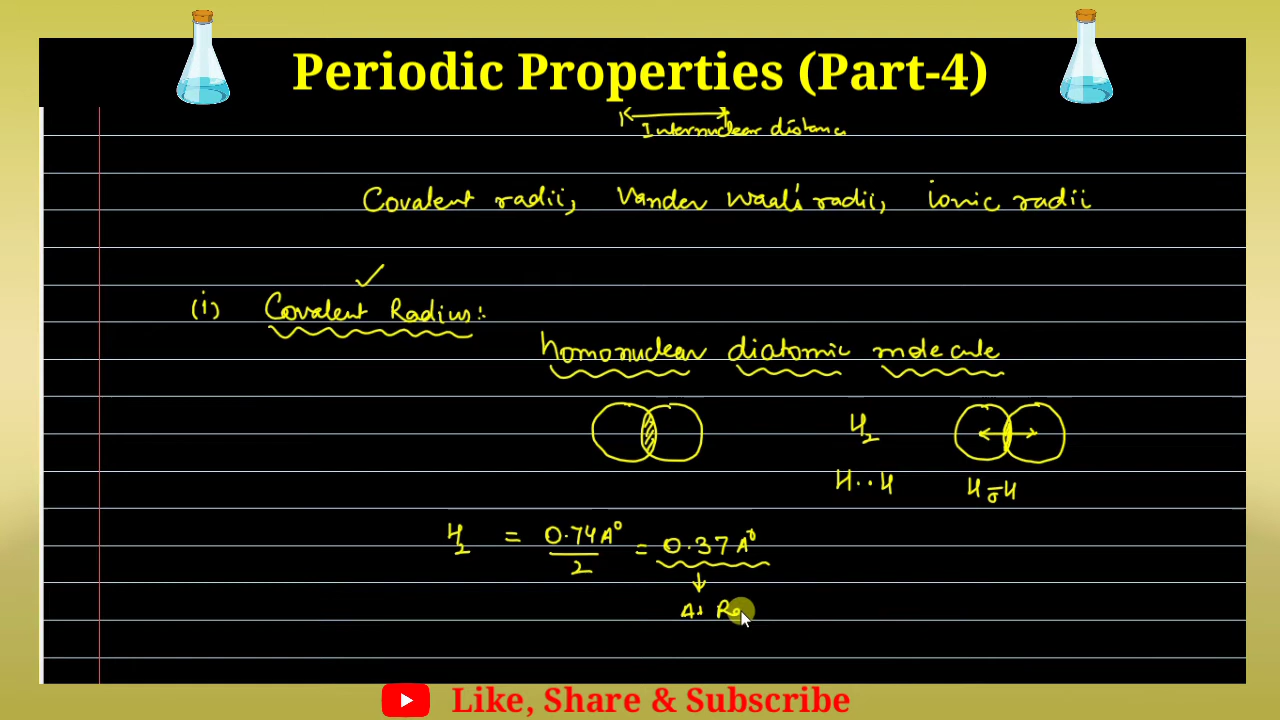 Periodic Properties (Part-4)
Internuclear distance
Covalent radii, Vander Waal's radii, ionic radii
(i) Covalent Radius:
homonuclear diatomic molecule
H2
H··H H-H σ
H2 = 0.74A° / 2 = 0.37A°
Like, Share & Subscribe